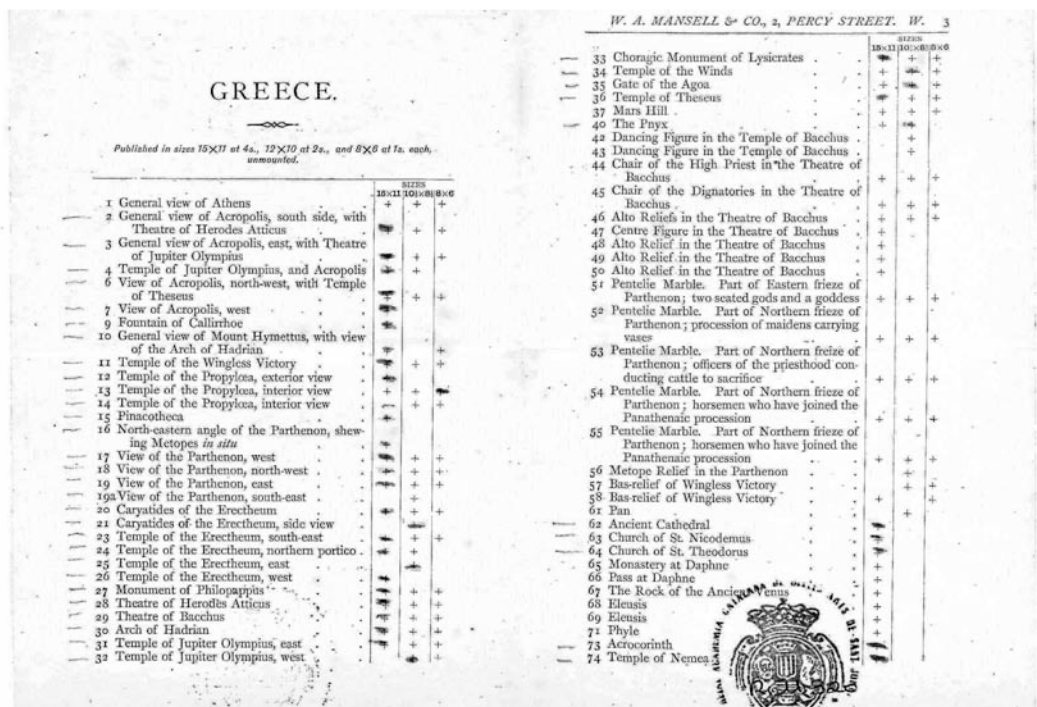 GREECE.
Published in sizes 15X11 at 4s., 12X10 at 2s., and 8X6 at 1s. each,
unmounted.
SIZES
15×11 10×8 8×6
1 General view of Athens + + +
2 General view of Acropolis, south side, with
Theatre of Herodes Atticus + +
3 General view of Acropolis, east, with Theatre
of Jupiter Olympius + +
4 Temple of Jupiter Olympius, and Acropolis +
6 View of Acropolis, north-west, with Temple
of Theseus + + +
7 View of Acropolis, west
9 Fountain of Callirrhoe
10 General view of Mount Hymettus, with view
of the Arch of Hadrian +
11 Temple of the Wingless Victory + +
12 Temple of the Propylœa, exterior view
13 Temple of the Propylœa, interior view + +
14 Temple of the Propylœa, interior view + +
15 Pinacotheca
16 North-eastern angle of the Parthenon, shew-
ing Metopes in situ
17 View of the Parthenon, west + +
18 View of the Parthenon, north-west + +
19 View of the Parthenon, east + +
19a View of the Parthenon, south-east +
20 Caryatides of the Erectheum + +
21 Caryatides of the Erectheum, side view
23 Temple of the Erectheum, south-east + +
24 Temple of the Erectheum, northern portico . +
25 Temple of the Erectheum, east
26 Temple of the Erectheum, west
27 Monument of Philopappus + +
28 Theatre of Herodes Atticus + +
29 Theatre of Bacchus + +
30 Arch of Hadrian + +
31 Temple of Jupiter Olympius, east + +
32 Temple of Jupiter Olympius, west +
W. A. MANSELL & CO., 2, PERCY STREET. W. 3
SIZES
15×11 10×8 8×6
33 Choragic Monument of Lysicrates + +
34 Temple of the Winds + +
35 Gate of the Agoa + +
36 Temple of Theseus + +
37 Mars Hill + + +
40 The Pnyx +
42 Dancing Figure in the Temple of Bacchus +
43 Dancing Figure in the Temple of Bacchus . +
44 Chair of the High Priest in the Theatre of
Bacchus + + +
45 Chair of the Dignatories in the Theatre of
Bacchus + + +
46 Alto Reliefs in the Theatre of Bacchus + + +
47 Centre Figure in the Theatre of Bacchus +
48 Alto Relief in the Theatre of Bacchus +
49 Alto Relief in the Theatre of Bacchus +
50 Alto Relief in the Theatre of Bacchus +
51 Pentelie Marble. Part of Eastern frieze of
Parthenon; two seated gods and a goddess + + +
52 Pentelie Marble. Part of Northern frieze of
Parthenon; procession of maidens carrying
vases + + +
53 Pentelie Marble. Part of Northern freize of
Parthenon; officers of the priesthood con-
ducting cattle to sacrifice + + +
54 Pentelie Marble. Part of Northern frieze of
Parthenon; horsemen who have joined the
Panathenaic procession + + +
55 Pentelie Marble. Part of Northern frieze of
Parthenon; horsemen who have joined the
Panathenaic procession + + +
56 Metope Relief in the Parthenon +
57 Bas-relief of Wingless Victory + +
58 Bas-relief of Wingless Victory + +
61 Pan +
62 Ancient Cathedral
63 Church of St. Nicodemus
64 Church of St. Theodorus
65 Monastery at Daphne +
66 Pass at Daphne +
67 The Rock of the Ancient Venus +
68 Eleusis +
69 Eleusis +
71 Phyle +
73 Acrocorinth
74 Temple of Nemea
ACADEMIA CATALANA DE BELLES ARTS DE SANT JORDI